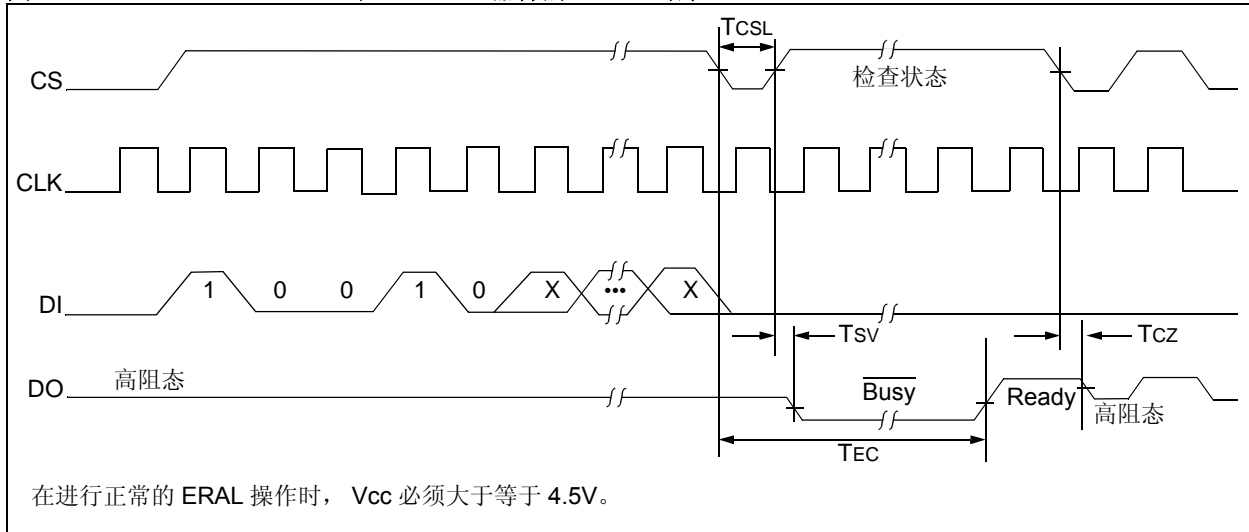 TCSL
CS
检查状态
CLK
DI
1 0 0 1 0 X ••• X
TSV
TCZ
DO
高阻态
Busy
Ready
高阻态
TEC
在进行正常的 ERAL 操作时， Vcc 必须大于等于 4.5V。